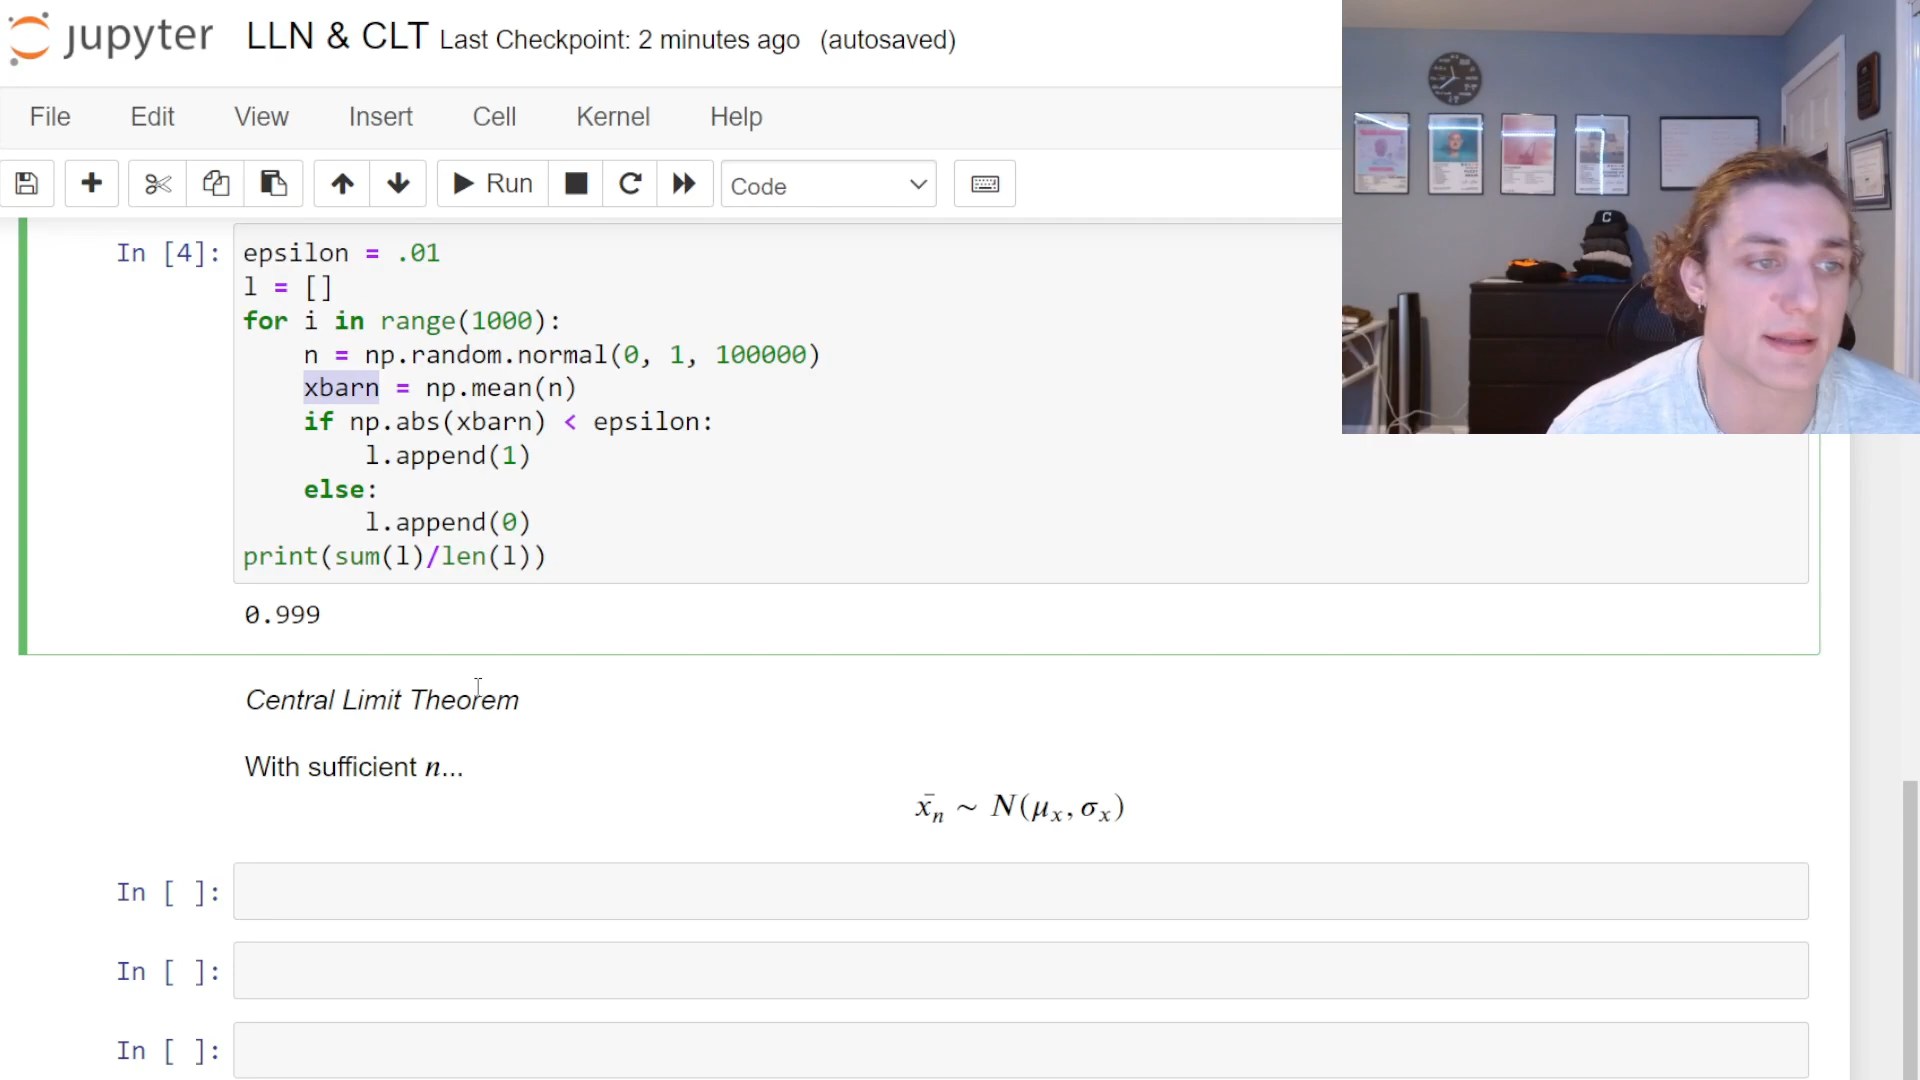 jupyter LLN & CLT Last Checkpoint: 2 minutes ago (autosaved)
File Edit View Insert Cell Kernel Help
Run Code
In [4]: epsilon = .01
l = []
for i in range(1000):
    n = np.random.normal(0, 1, 100000)
    xbarn = np.mean(n)
    if np.abs(xbarn) < epsilon:
        l.append(1)
    else:
        l.append(0)
print(sum(l)/len(l))
0.999
Central Limit Theorem
With sufficient n...
x̄ₙ ~ N(μₓ, σₓ)
In [ ]:
In [ ]:
In [ ]:
C